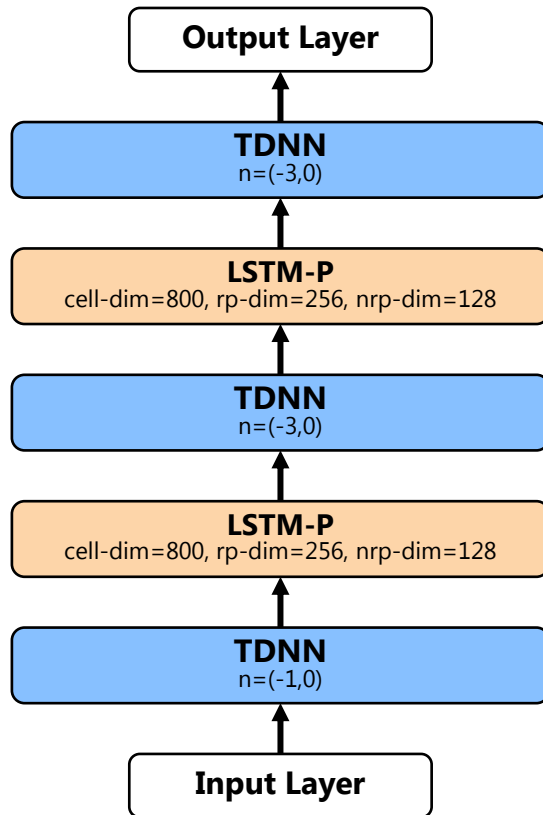 Output Layer
TDNN
n=(-3,0)
LSTM-P
cell-dim=800, rp-dim=256, nrp-dim=128
TDNN
n=(-3,0)
LSTM-P
cell-dim=800, rp-dim=256, nrp-dim=128
TDNN
n=(-1,0)
Input Layer